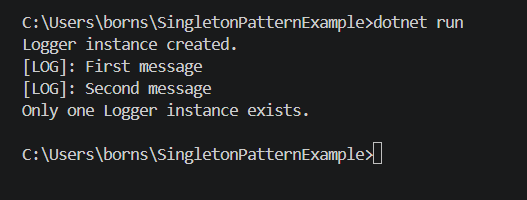 C:\Users\borns\SingletonPatternExample>dotnet run
Logger instance created.
[LOG]: First message
[LOG]: Second message
Only one Logger instance exists.
C:\Users\borns\SingletonPatternExample>